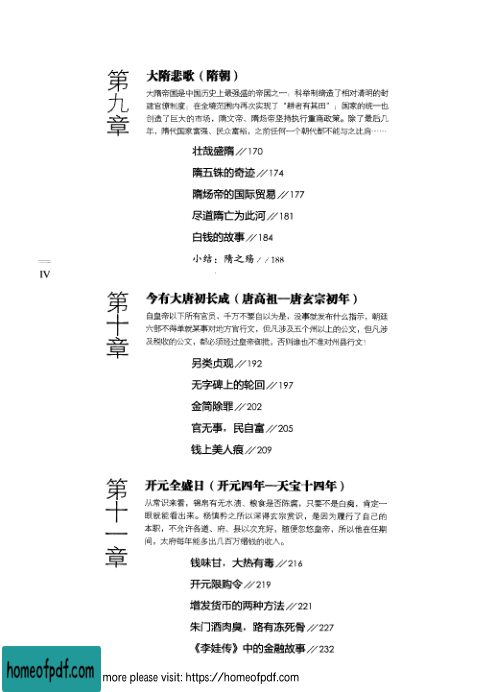 第九章
大隋悲歌（隋朝）
大隋帝国是中国历史上最强盛的帝国之一：科举制缔造了相对清明的封
建官僚制度；在全境范围内再次实现了“耕者有其田”；国家的统一也
创造了巨大的市场，隋文帝、隋炀帝坚持执行重商政策。除了最后几
年，隋代国家富强、民众富裕，之前任何一个朝代都不能与之比肩……
壮哉盛隋//170
隋五铢的奇迹//174
隋炀帝的国际贸易//177
尽道隋亡为此河//181
白钱的故事//184
小结：隋之殇//188
IV
第十章
今有大唐初长成（唐高祖—唐玄宗初年）
自皇帝以下所有官员，千万不要自以为是，没事就发布什么指示，朝廷
六部不得单就某事对地方官行文，但凡涉及五个州以上的公文，但凡涉
及税收的公文，都必须经过皇帝御批，否则谁也不准对州县行文！
另类贞观//192
无字碑上的轮回//197
金简除罪//202
官无事，民自富//205
钱上美人痕//209
第十一章
开元全盛日（开元四年—天宝十四年）
从常识来看，锦帛有无水渍、粮食是否陈腐，只要不是白痴，肯定一
眼就能看出来。杨慎矜之所以深得玄宗赏识，是因为履行了自己的
本职，不允许各道、府、县以次充好，随便忽悠皇帝，所以他在任期
间，太府每年能多出几百万缗钱的收入。
钱味甘，大热有毒//216
开元限购令//219
增发货币的两种方法//221
朱门酒肉臭，路有冻死骨//227
《李娃传》中的金融故事//232
homeofpdf.com
more please visit: https://homeofpdf.com